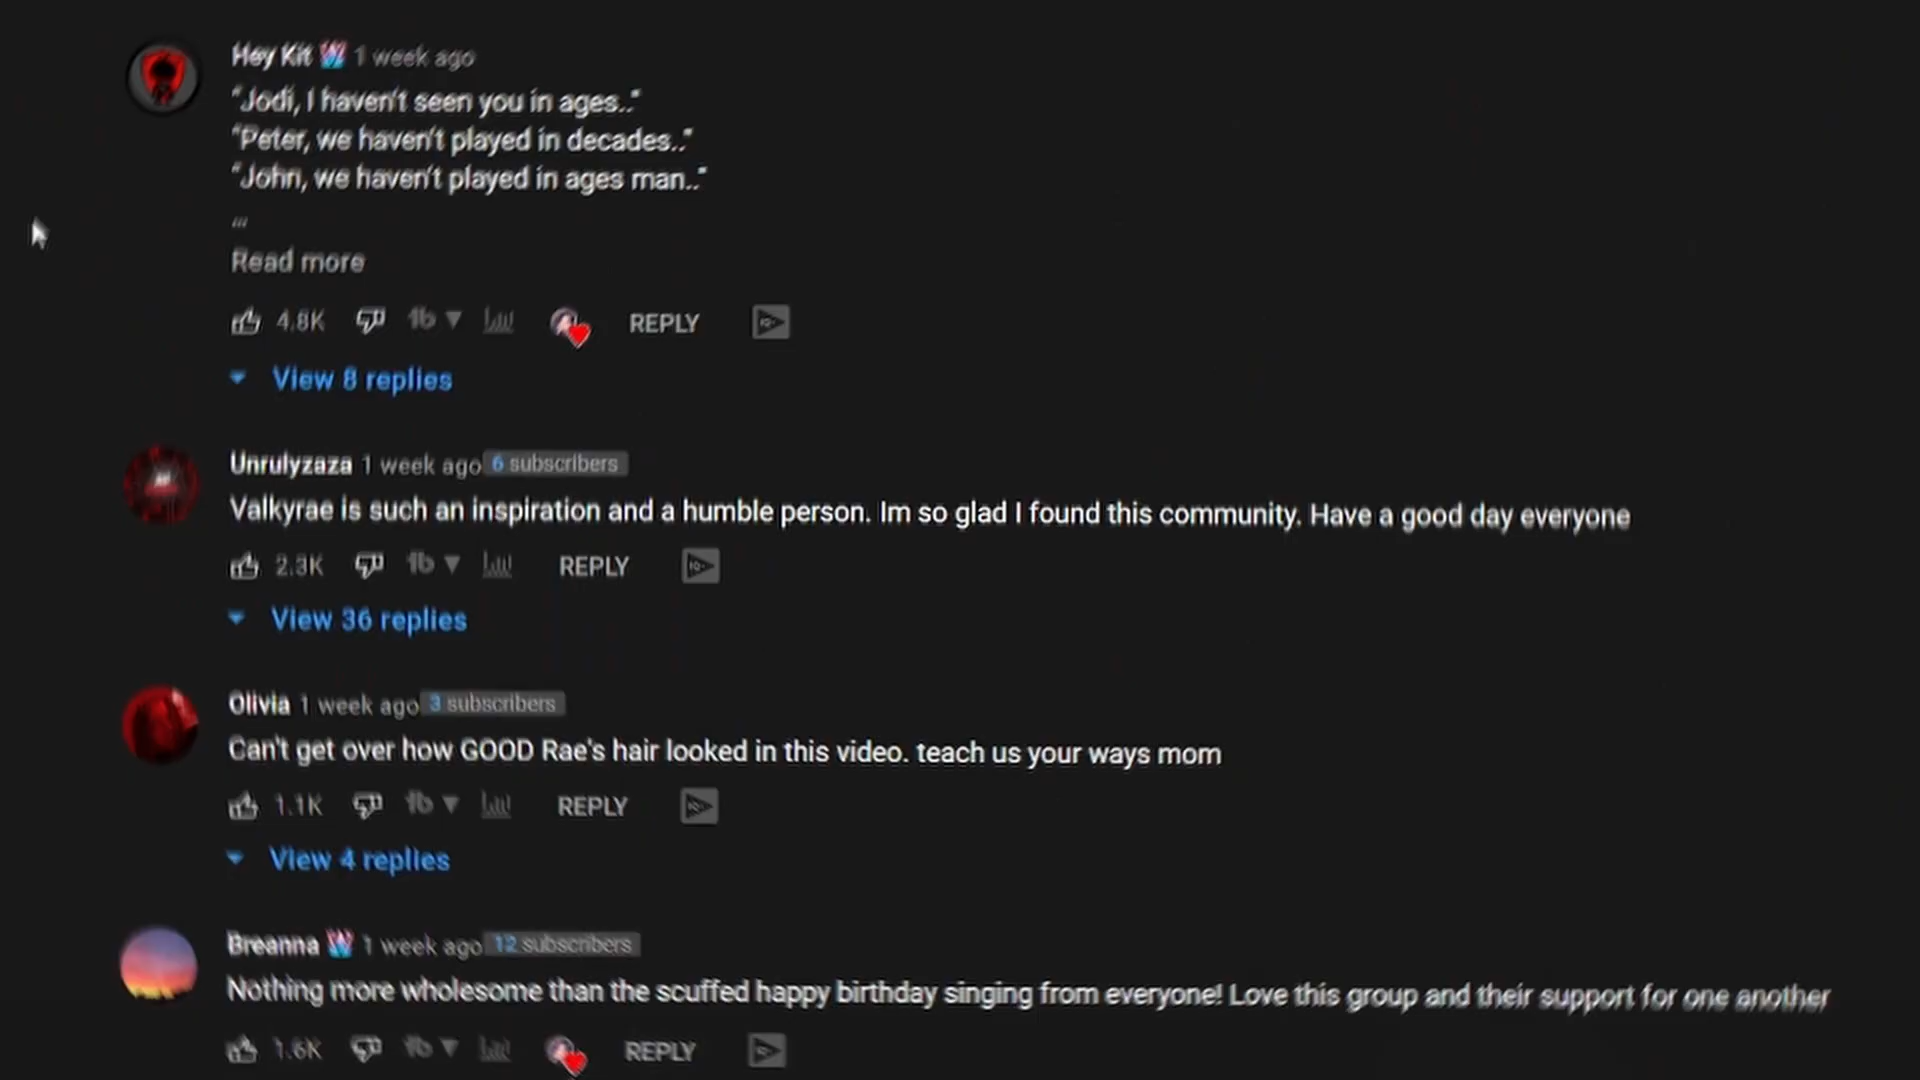 Hey Kit 1 week ago
"Jodi, I haven't seen you in ages.."
"Peter, we haven't played in decades.."
"John, we haven't played in ages man.."
...
Read more
4.8K REPLY
View 8 replies
Unrulyzaza 1 week ago 6 subscribers
Valkyrae is such an inspiration and a humble person. Im so glad I found this community. Have a good day everyone
2.3K REPLY
View 36 replies
Olivia 1 week ago 3 subscribers
Can't get over how GOOD Rae's hair looked in this video. teach us your ways mom
1.1K REPLY
View 4 replies
Breanna 1 week ago 12 subscribers
Nothing more wholesome than the scuffed happy birthday singing from everyone! Love this group and their support for one another
1.6K REPLY